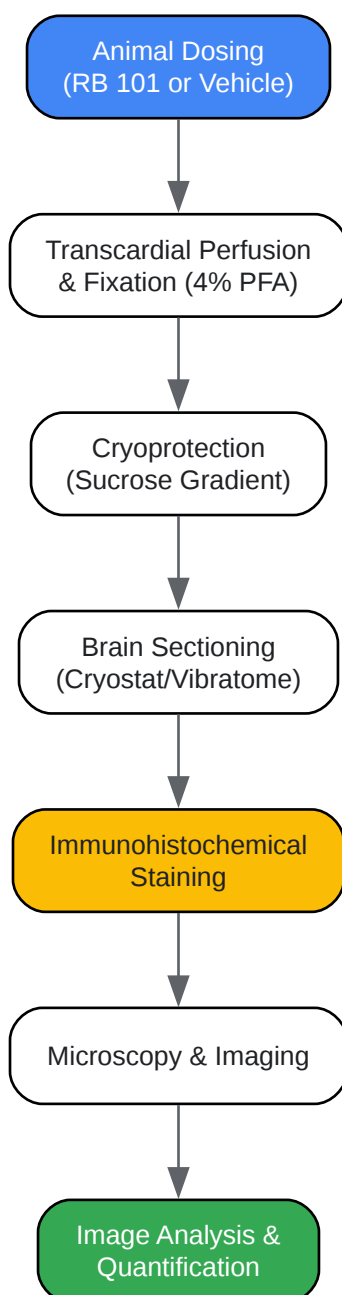 Animal Dosing
(RB 101 or Vehicle)
Transcardial Perfusion
& Fixation (4% PFA)
Cryoprotection
(Sucrose Gradient)
Brain Sectioning
(Cryostat/Vibratome)
Immunohistochemical
Staining
Microscopy & Imaging
Image Analysis &
Quantification